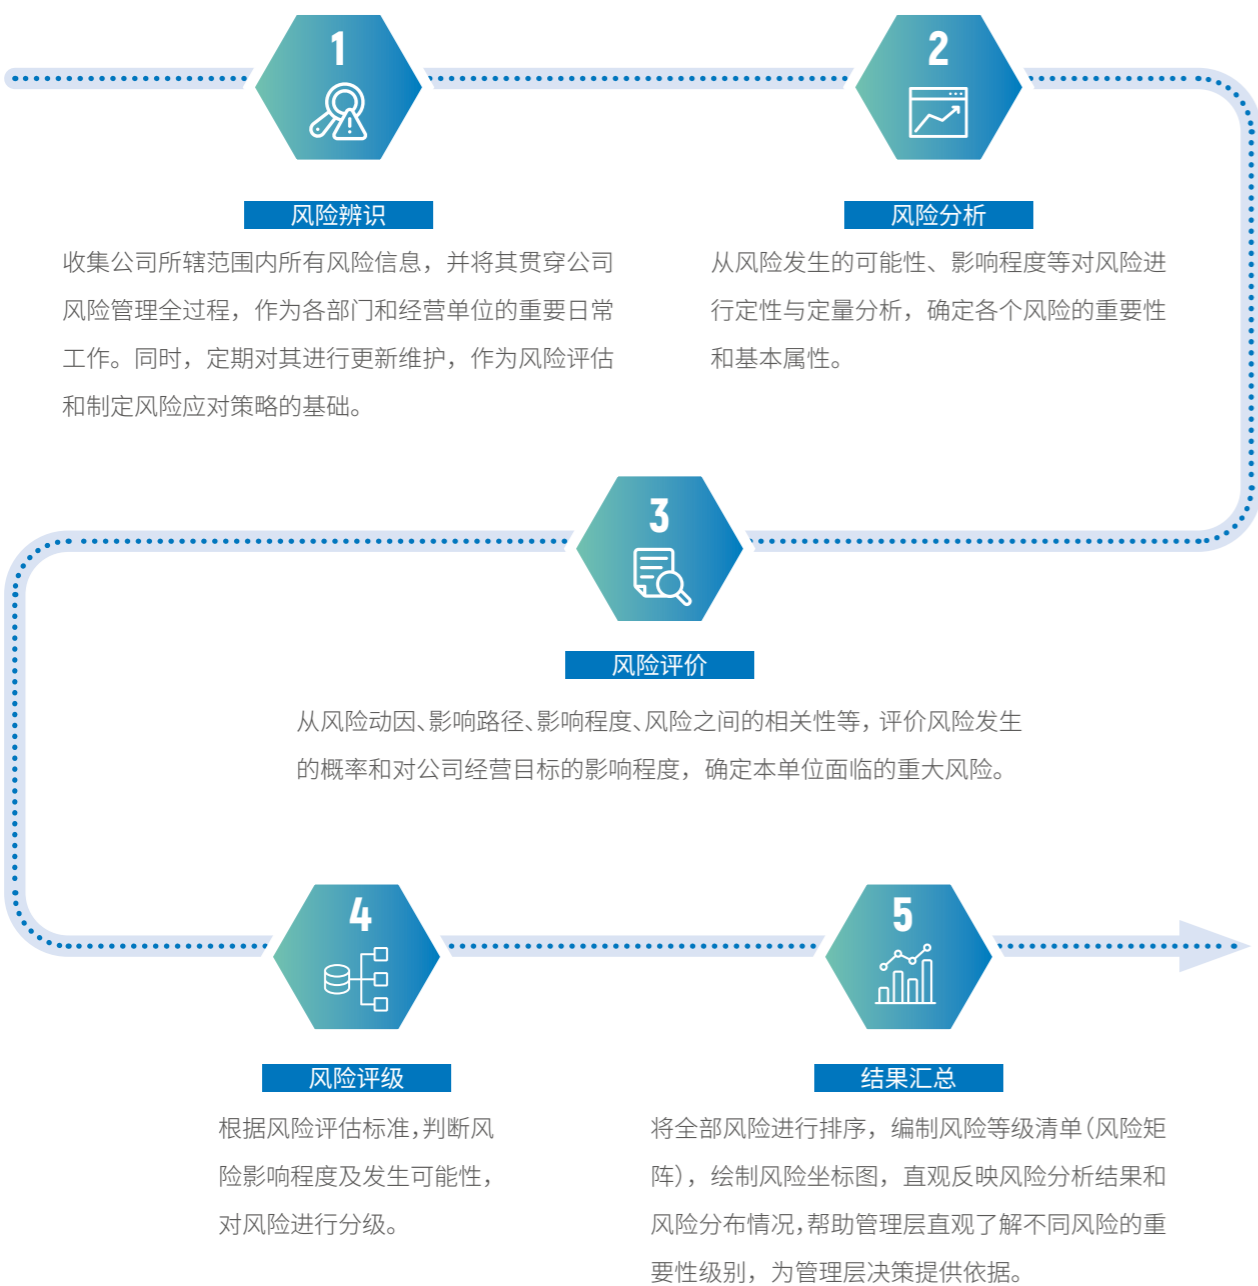 1
风险辨识
收集公司所辖范围内所有风险信息，并将其贯穿公司
风险管理全过程，作为各部门和经营单位的重要日常
工作。同时，定期对其进行更新维护，作为风险评估
和制定风险应对策略的基础。
2
风险分析
从风险发生的可能性、影响程度等对风险进
行定性与定量分析，确定各个风险的重要性
和基本属性。
3
风险评价
从风险动因、影响路径、影响程度、风险之间的相关性等，评价风险发生
的概率和对公司经营目标的影响程度，确定本单位面临的重大风险。
4
风险评级
根据风险评估标准，判断风
险影响程度及发生可能性，
对风险进行分级。
5
结果汇总
将全部风险进行排序，编制风险等级清单（风险矩
阵），绘制风险坐标图，直观反映风险分析结果和
风险分布情况，帮助管理层直观了解不同风险的重
要性级别，为管理层决策提供依据。